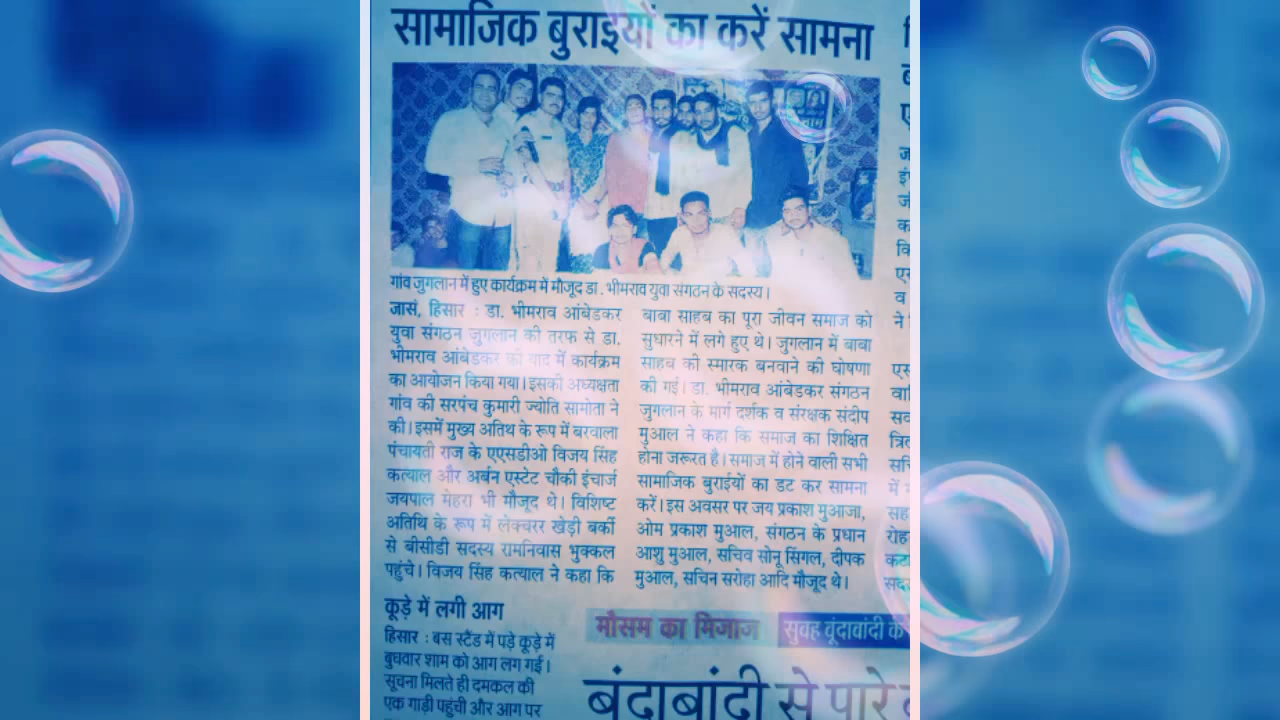 सामाजिक बुराइयों का करें सामना
गांव जुगलान में हुए कार्यक्रम में मौजूद डा. भीमराव युवा संगठन के सदस्य।
जासं, हिसार : डा. भीमराव आंबेडकर
युवा संगठन जुगलान की तरफ से डा.
भीमराव आंबेडकर की याद में कार्यक्रम
का आयोजन किया गया। इसकी अध्यक्षता
गांव की सरपंच कुमारी ज्योति सामोता ने
की। इसमें मुख्य अतिथ के रूप में बरवाला
पंचायती राज के एएसडीओ विजय सिंह
कत्याल और अर्बन एस्टेट चौकी इंचार्ज
जयपाल मेहरा भी मौजूद थे। विशिष्ट
अतिथि के रूप में लेक्चरर खेड़ी बर्की
से बीसीडी सदस्य रामनिवास भुक्कल
पहुंचे। विजय सिंह कत्याल ने कहा कि
बाबा साहब का पूरा जीवन समाज को
सुधारने में लगे हुए थे। जुगलान में बाबा
साहब की स्मारक बनवाने की घोषणा
की गई। डा. भीमराव आंबेडकर संगठन
जुगलान के मार्ग दर्शक व संरक्षक संदीप
मुआल ने कहा कि समाज का शिक्षित
होना जरूरत है। समाज में होने वाली सभी
सामाजिक बुराईयों का डट कर सामना
करें। इस अवसर पर जय प्रकाश मुआजा,
ओम प्रकाश मुआल, संगठन के प्रधान
आशु मुआल, सचिव सोनू सिंगल, दीपक
मुआल, सचिन सरोहा आदि मौजूद थे।
कूड़े में लगी आग
हिसार : बस स्टैंड में पड़े कूड़े में
बुधवार शाम को आग लग गई।
सूचना मिलते ही दमकल की
एक गाड़ी पहुंची और आग पर
मौसम का मिजाज
सुबह बूंदाबांदी के
बूंदाबांदी से पारे